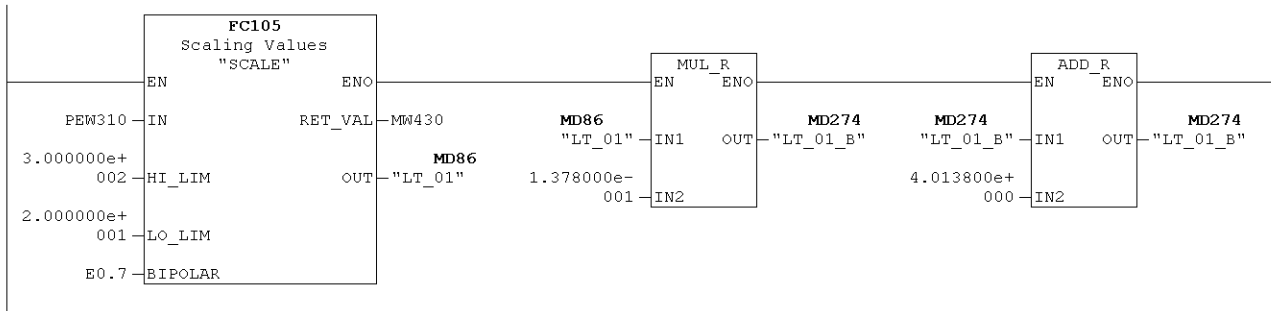 FC105
Scaling Values
"SCALE"
EN
ENO
PEW310
IN
RET_VAL
MW430
3.000000e+
002
HI_LIM
MD86
OUT
"LT_01"
2.000000e+
001
LO_LIM
E0.7
BIPOLAR
MUL_R
EN
ENO
MD86
"LT_01"
IN1
MD274
OUT
"LT_01_B"
1.378000e-
001
IN2
ADD_R
EN
ENO
MD274
"LT_01_B"
IN1
MD274
OUT
"LT_01_B"
4.013800e+
000
IN2